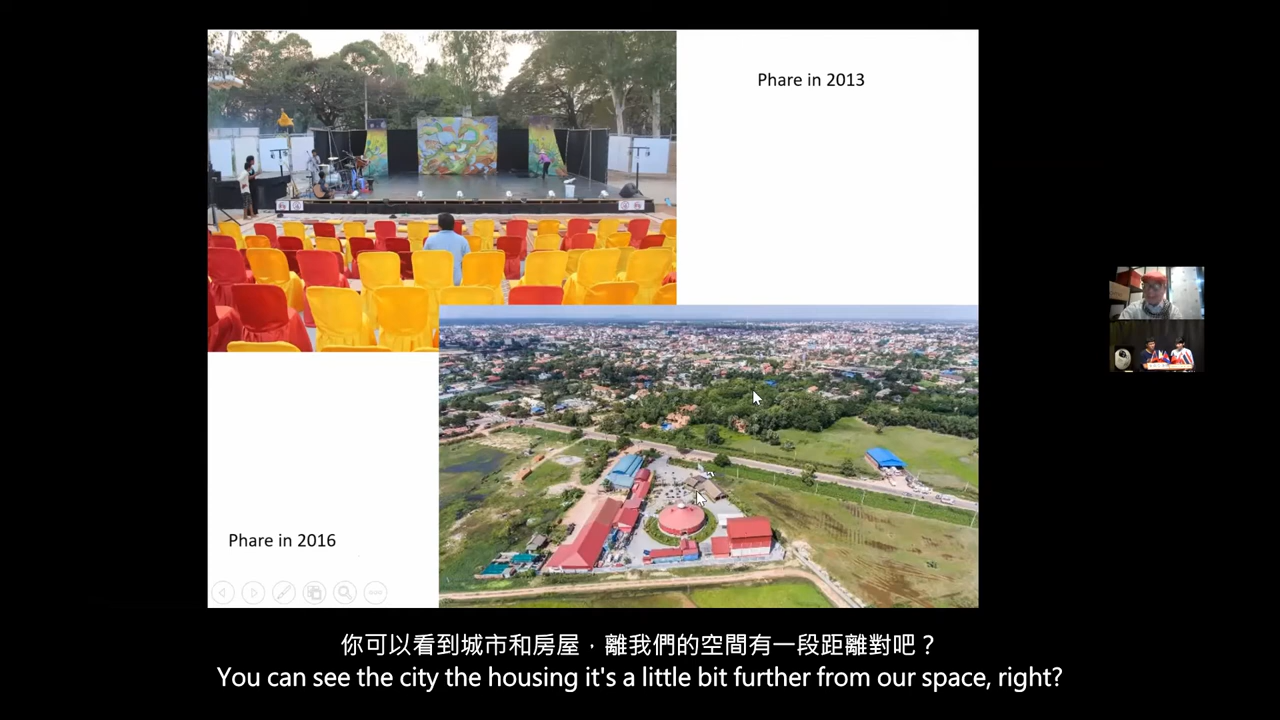 Phare in 2013
Phare in 2016
你可以看到城市和房屋，離我們的空間有一段距離對吧？
You can see the city the housing it's a little bit further from our space, right?